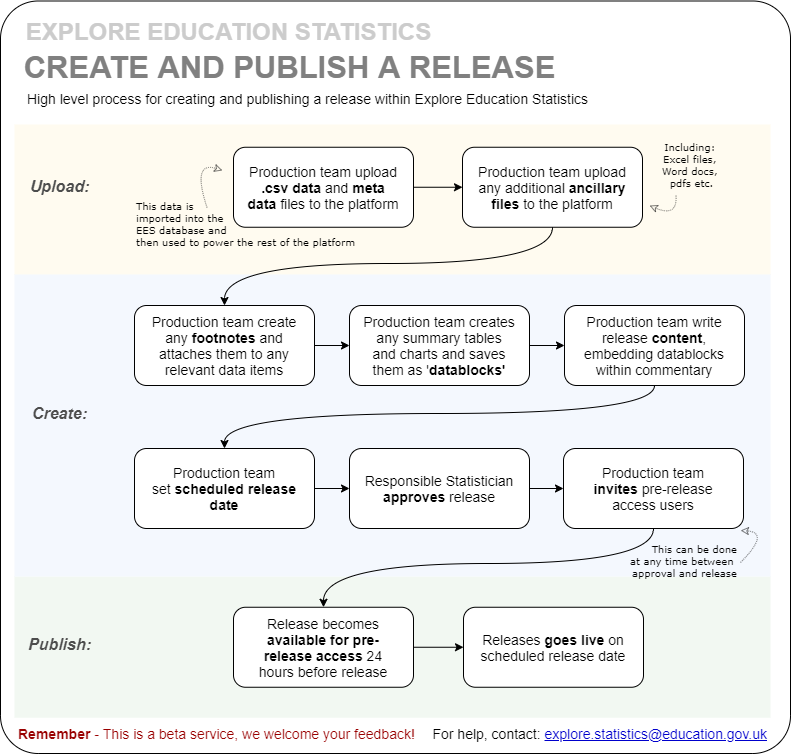 EXPLORE EDUCATION STATISTICS
CREATE AND PUBLISH A RELEASE
High level process for creating and publishing a release within Explore Education Statistics
Upload:
Production team upload
.csv data and meta
data files to the platform
This data is
imported into the
EES database and
then used to power the rest of the platform
Production team upload
any additional ancillary
files to the platform
Including:
Excel files,
Word docs,
pdfs etc.
Create:
Production team create
any footnotes and
attaches them to any
relevant data items
Production team creates
any summary tables
and charts and saves
them as 'datablocks'
Production team write
release content,
embedding datablocks
within commentary
Production team
set scheduled release
date
Responsible Statistician
approves release
Production team
invites pre-release
access users
This can be done
at any time between
approval and release
Publish:
Release becomes
available for pre-
release access 24
hours before release
Releases goes live on
scheduled release date
Remember - This is a beta service, we welcome your feedback!
For help, contact: explore.statistics@education.gov.uk